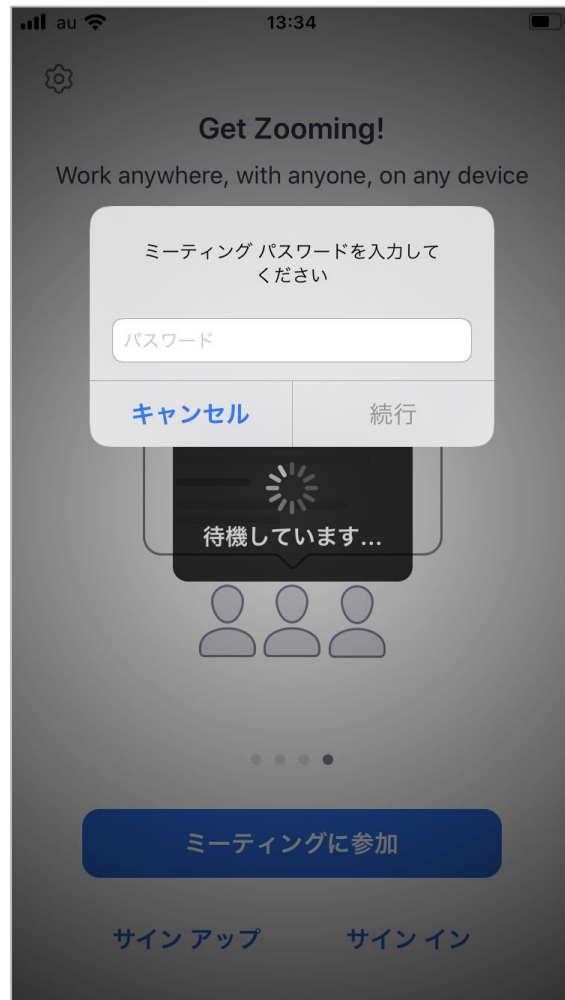 au 13:34
Get Zooming!
Work anywhere, with anyone, on any device
ミーティング パスワードを入力して
ください
パスワード
キャンセル 続行
待機しています...
ミーティングに参加
サイン アップ サイン イン